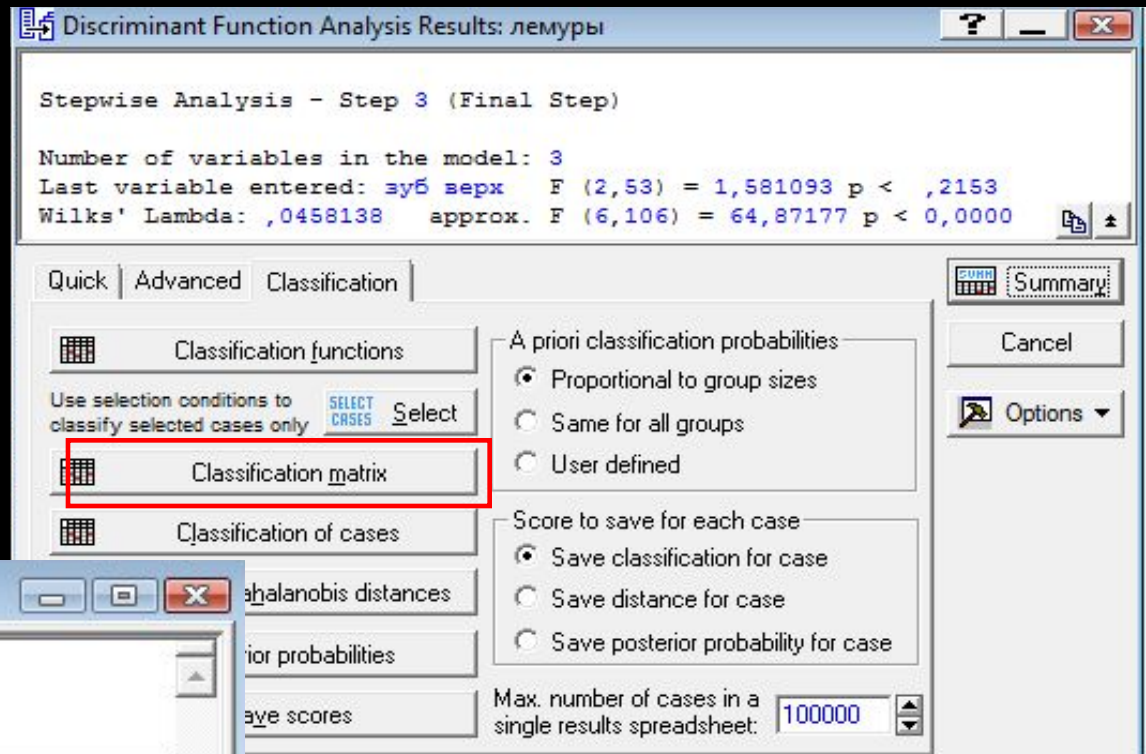 Discriminant Function Analysis Results: лемуры
Stepwise Analysis - Step 3 (Final Step)
Number of variables in the model: 3
Last variable entered: зуб верх F (2,53) = 1,581093 p < ,2153
Wilks' Lambda: ,0458138 approx. F (6,106) = 64,87177 p < 0,0000
Quick Advanced Classification
Summary
Cancel
Options
Classification functions
Use selection conditions to
classify selected cases only
SELECT
CASES
Select
Classification matrix
Classification of cases
ahalanobis distances
ior probabilities
ave scores
A priori classification probabilities
Proportional to group sizes
Same for all groups
User defined
Score to save for each case
Save classification for case
Save distance for case
Save posterior probability for case
Max. number of cases in a
single results spreadsheet: 100000